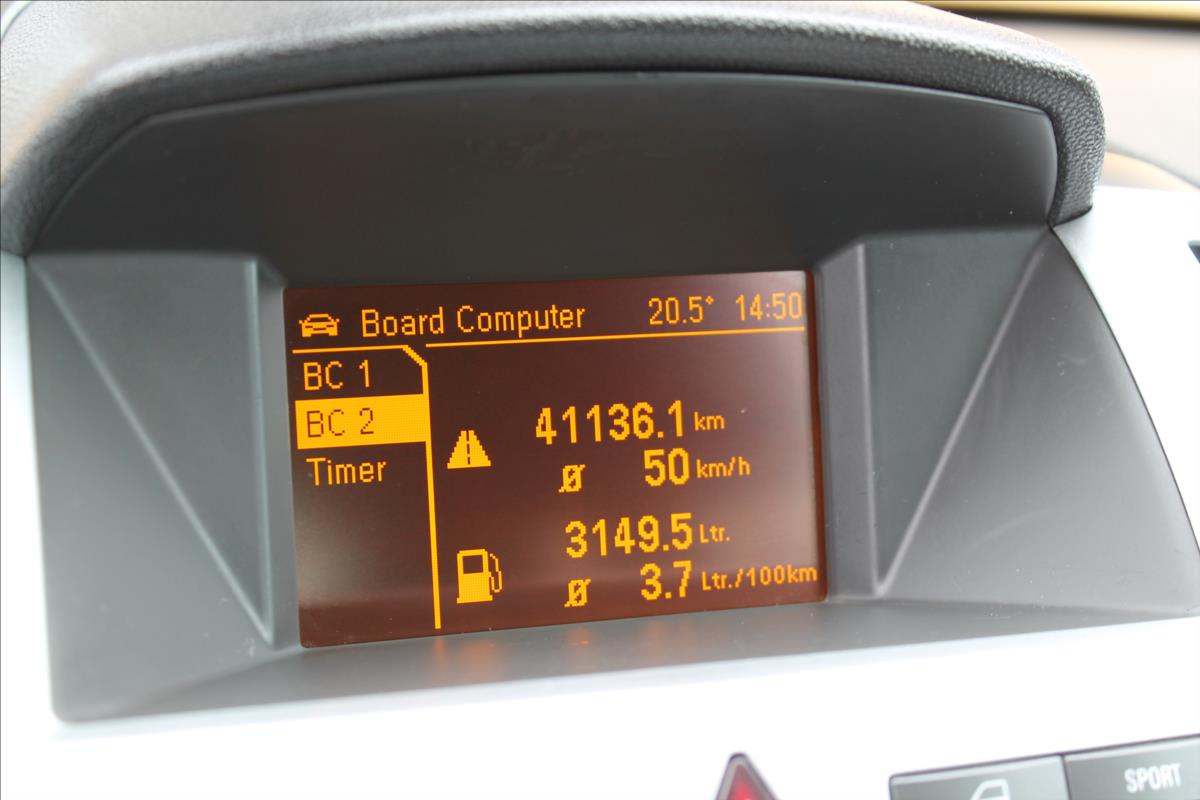 Board Computer 20.5° 14:50
BC 1
BC 2
Timer
41136.1 km
Ø 50 km/h
3149.5 Ltr.
Ø 3.7 Ltr./100km
SPORT